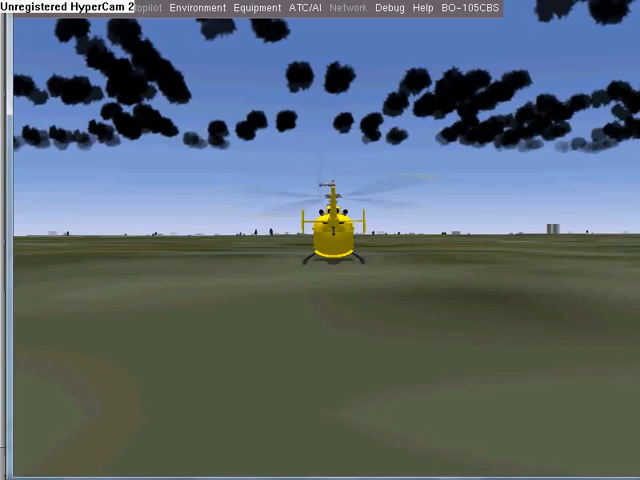 Unregistered HyperCam 2
opilot Environment Equipment ATC/AI Network Debug Help BO-105CBS